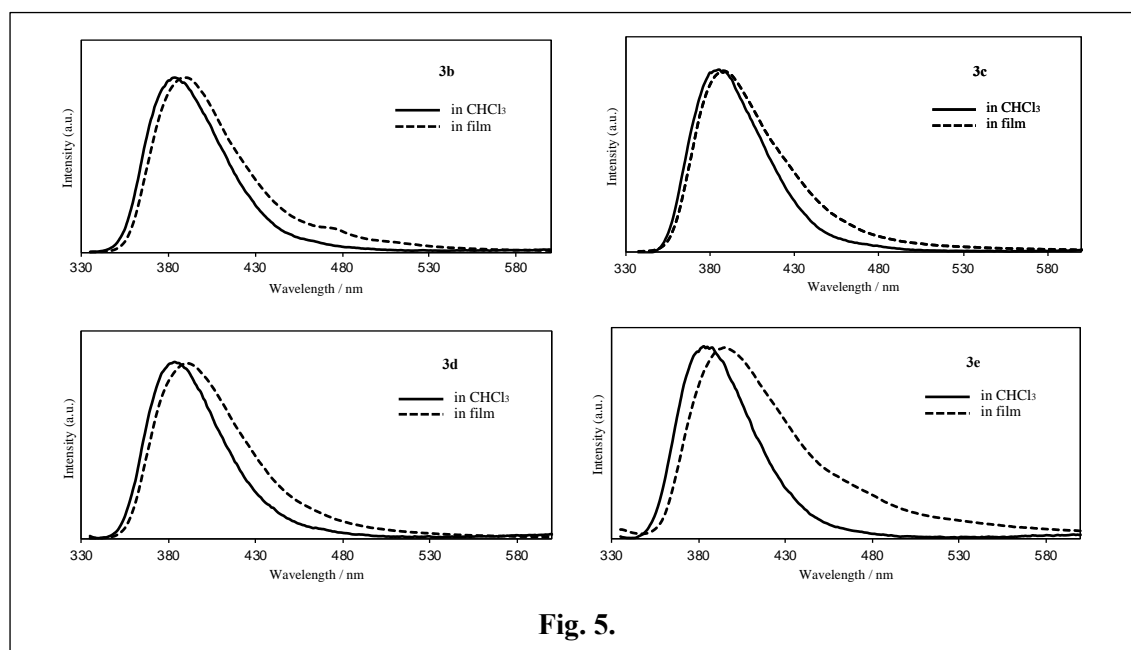 3b
in CHCl₃
in film
Intensity (a.u.)
330 380 430 480 530 580
Wavelength / nm
3c
in CHCl₃
in film
Intensity (a.u.)
330 380 430 480 530 580
Wavelength / nm
3d
in CHCl₃
in film
Intensity (a.u.)
330 380 430 480 530 580
Wavelength / nm
3e
in CHCl₃
in film
Intensity (a.u.)
330 380 430 480 530 580
Wavelength / nm
Fig. 5.